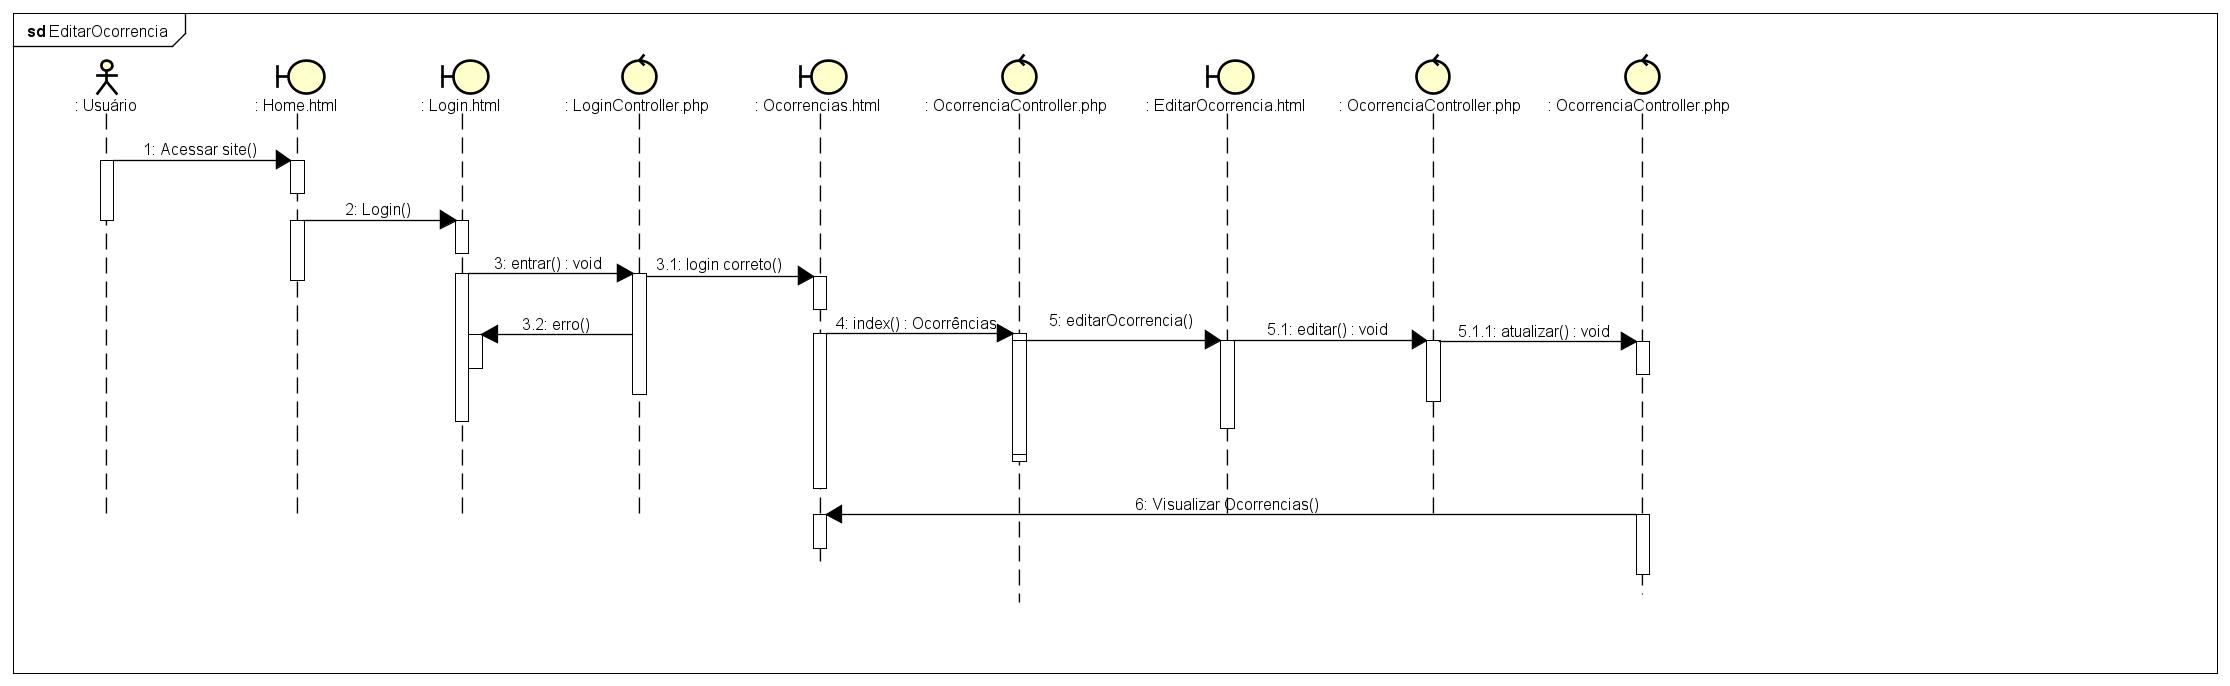 sd EditarOcorrencia
: Usuário
: Home.html
: Login.html
: LoginController.php
: Ocorrencias.html
: OcorrenciaController.php
: EditarOcorrencia.html
: OcorrenciaController.php
: OcorrenciaController.php
1: Acessar site()
2: Login()
3: entrar() : void
3.1: login correto()
3.2: erro()
4: index() : Ocorrências
5: editarOcorrencia()
5.1: editar() : void
5.1.1: atualizar() : void
6: Visualizar Ocorrencias()